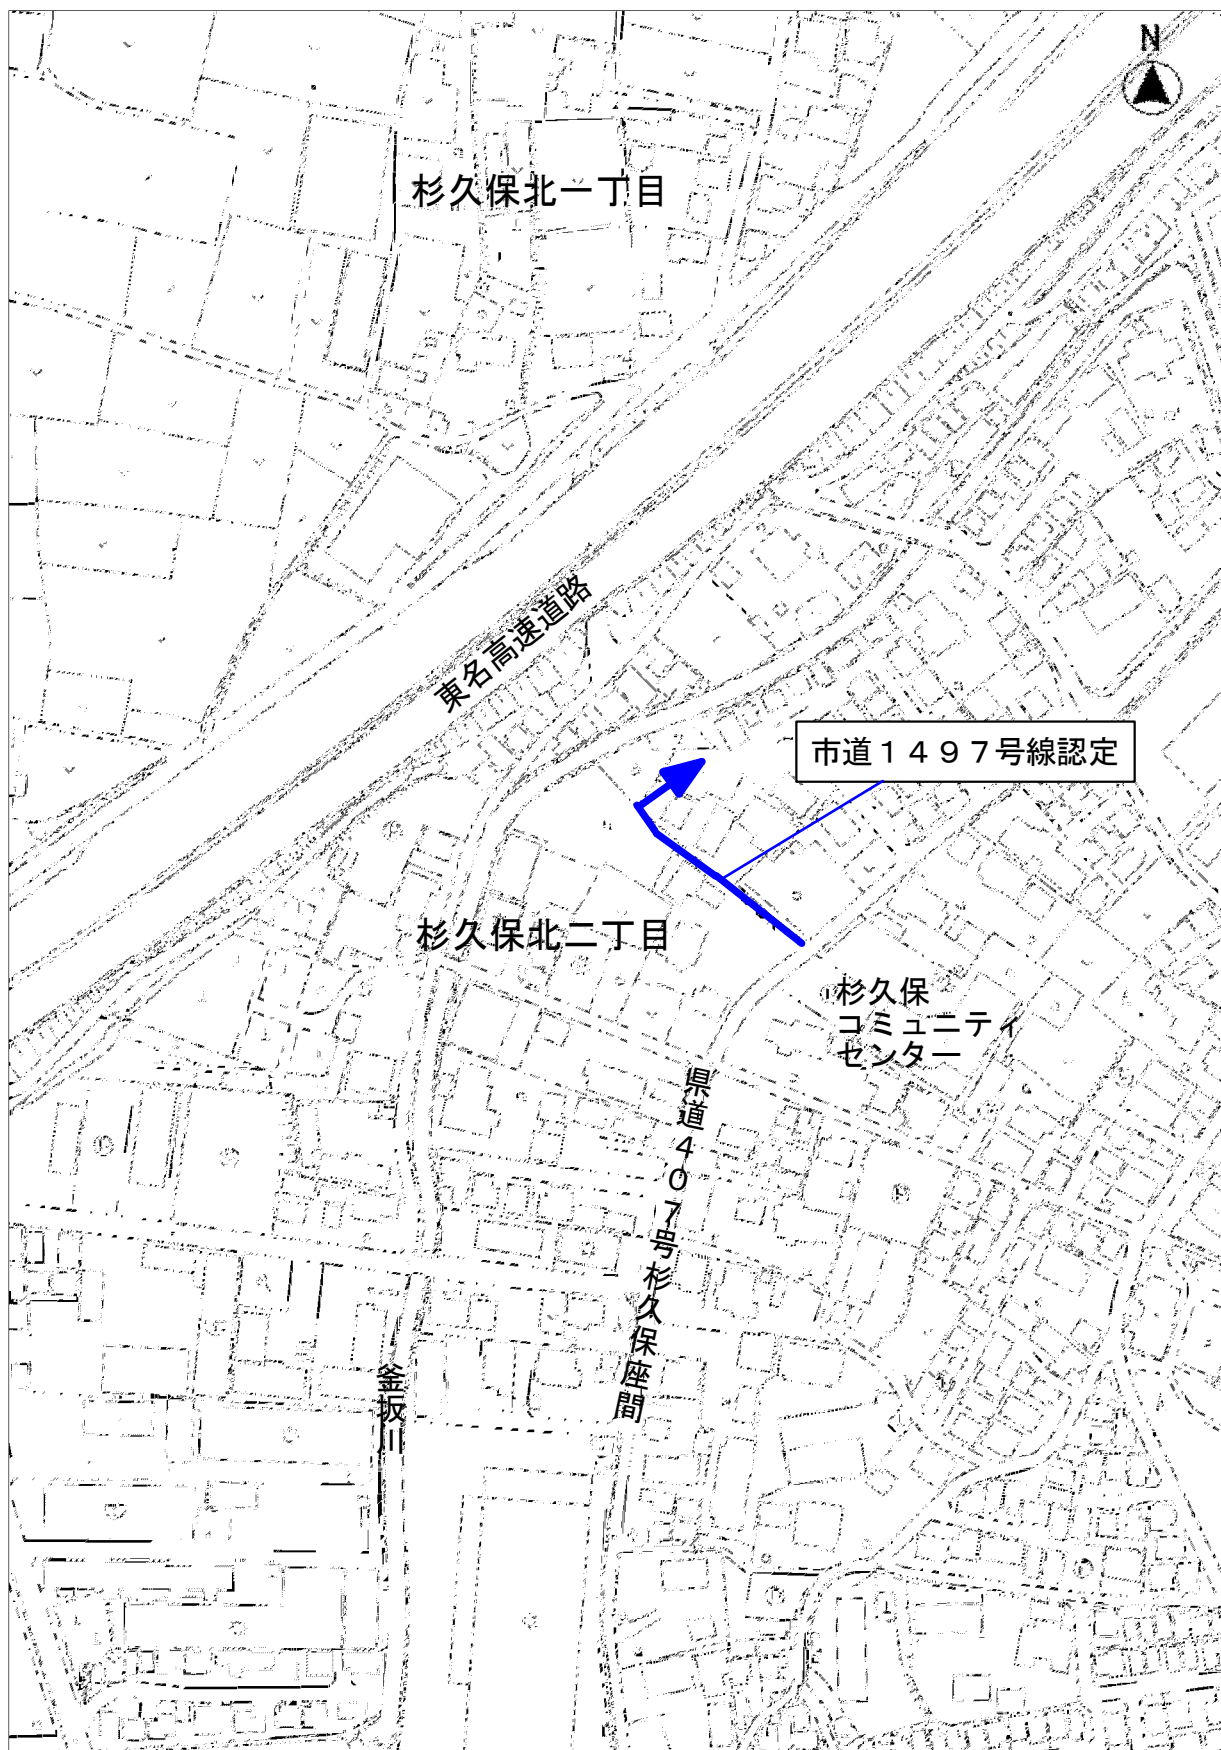 N
杉久保北一丁目
東名高速道路
市道１４９７号線認定
杉久保北二丁目
杉久保
コミュニティ
センター
県道４０７号杉久保座間
釜坂川